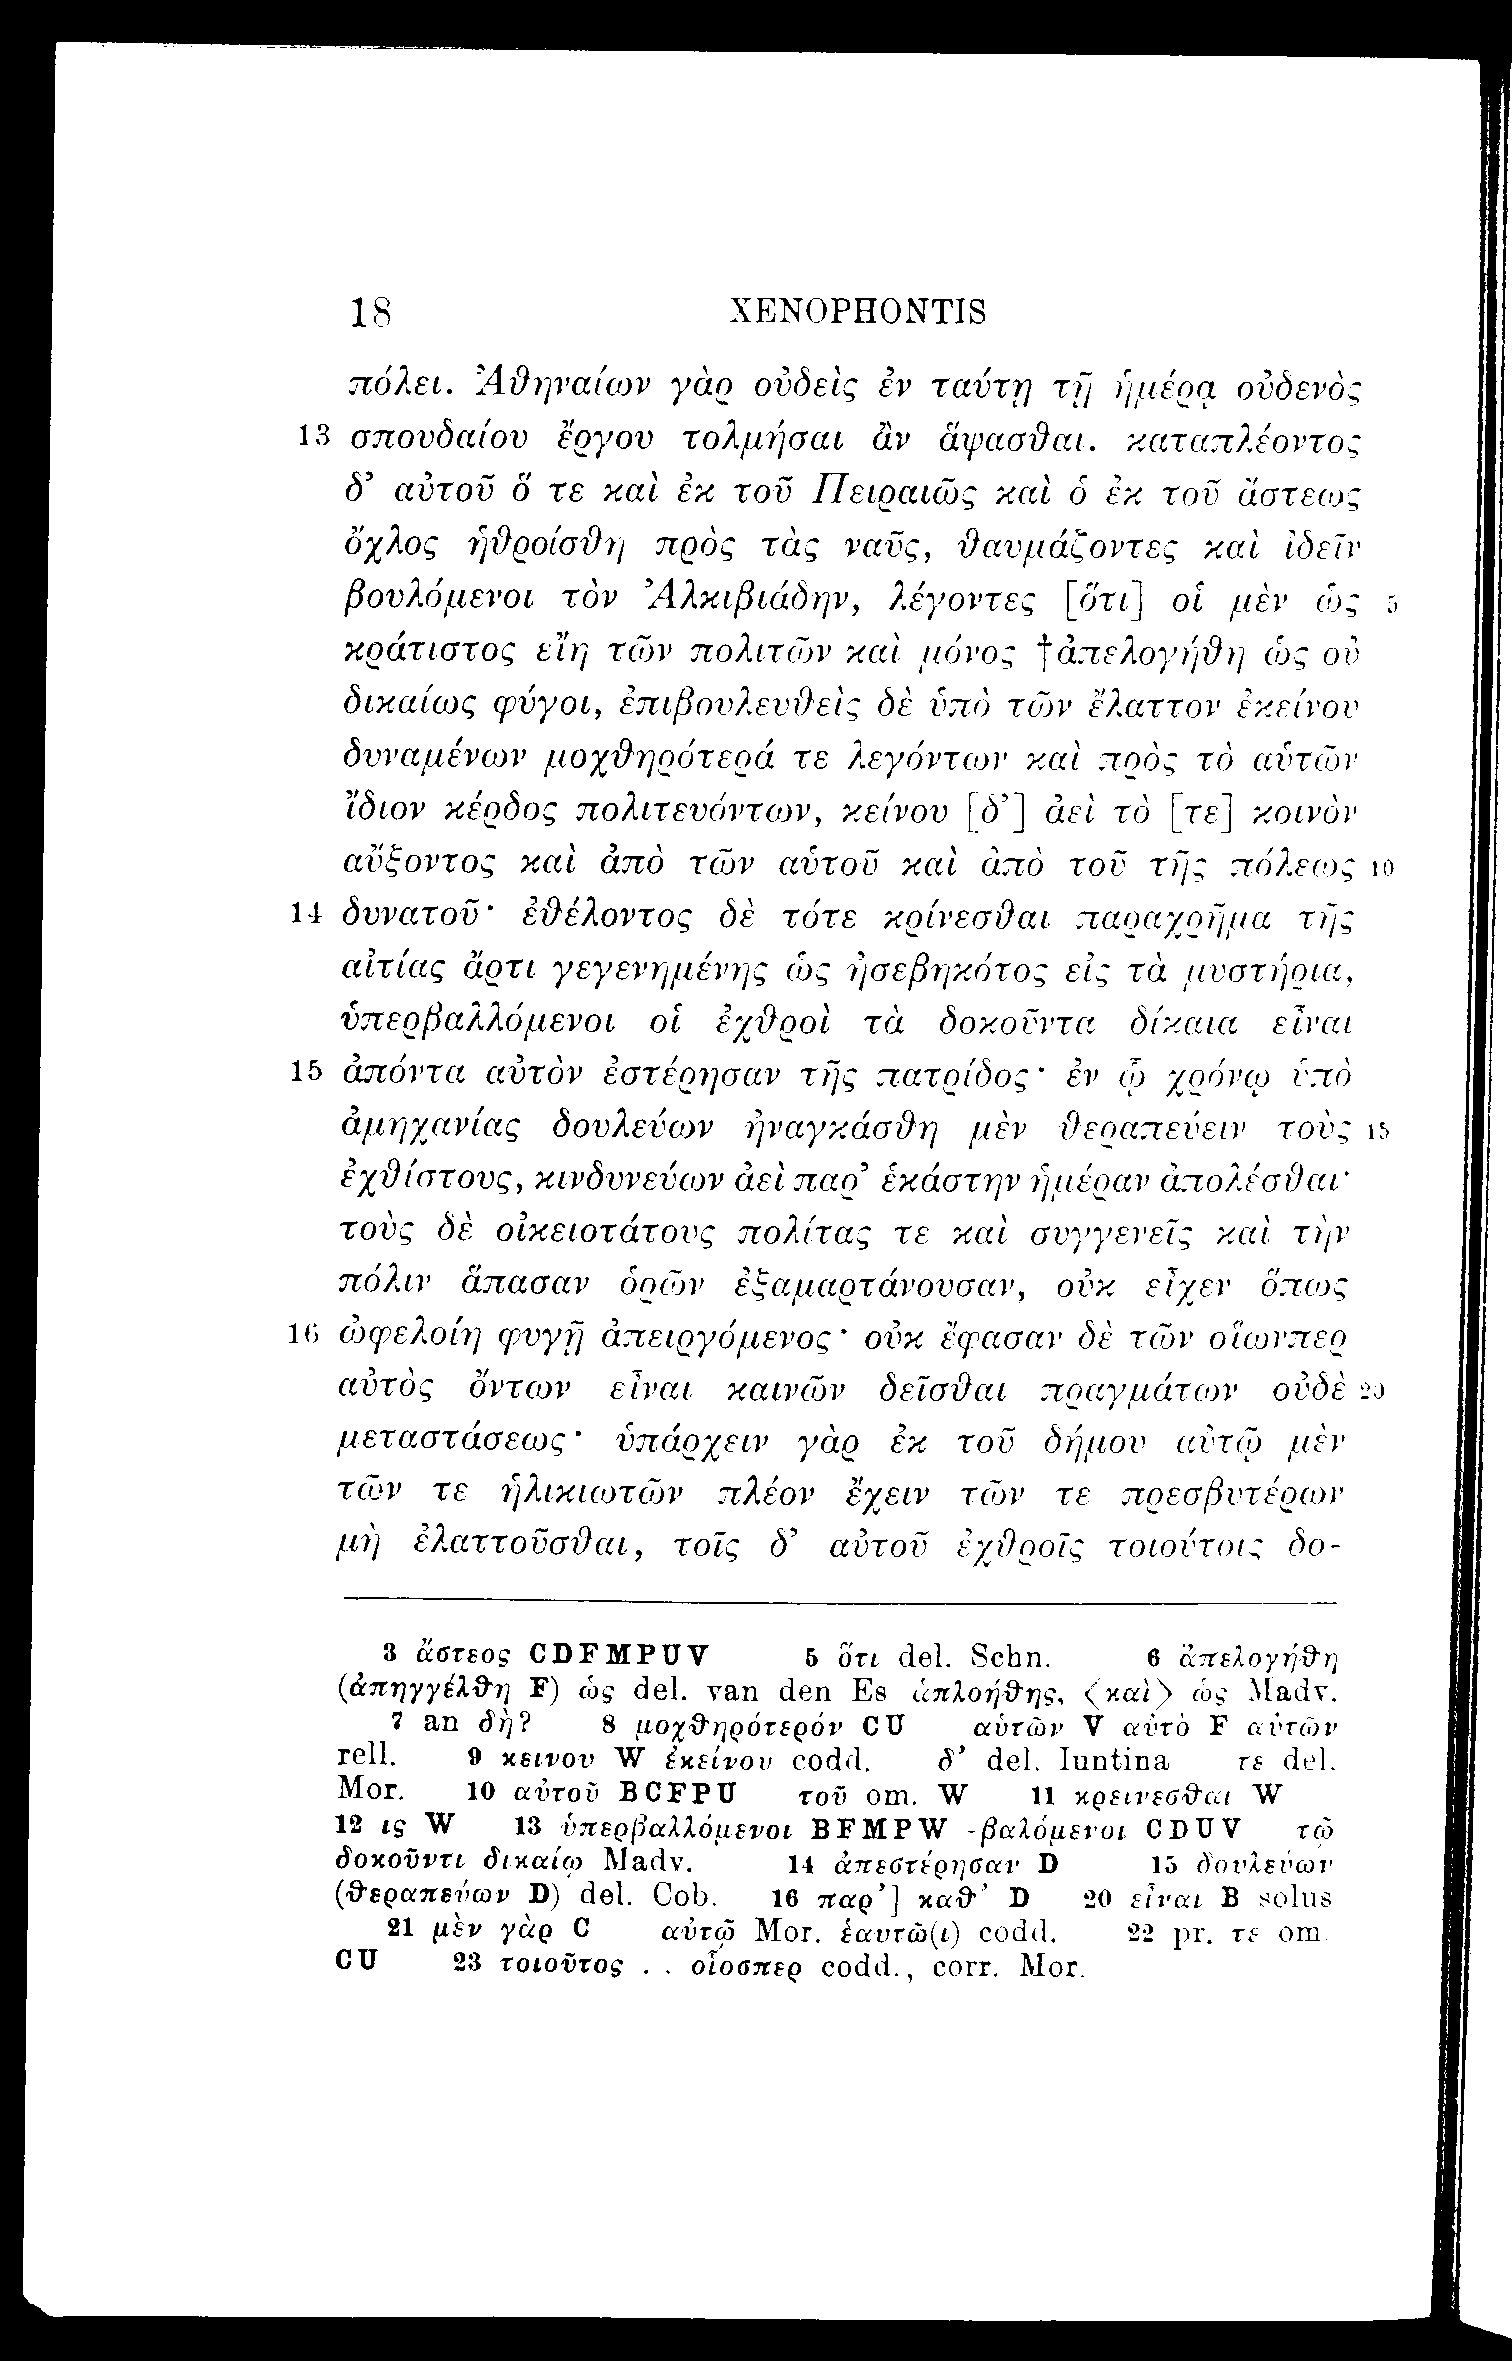 18 XENOPHONTIS
πόλει. Ἀθηναίων γὰρ οὐδεὶς ἐν ταύτῃ τῇ ἡμέρᾳ οὐδενὸς
13 σπουδαίου ἔργου τολμήσαι ἂν ἅψασθαι. καταπλέοντος
δ’ αὐτοῦ ὅ τε καὶ ἐκ τοῦ Πειραιῶς καὶ ὁ ἐκ τοῦ ἄστεως
ὄχλος ἡθροίσθη πρὸς τὰς ναῦς, θαυμάζοντες καὶ ἰδεῖν
βουλόμενοι τὸν Ἀλκιβιάδην, λέγοντες [ὅτι] οἱ μὲν ὡς 5
κράτιστος εἴη τῶν πολιτῶν καὶ μόνος †ἀπελογήθη ὡς οὐ
δικαίως φύγοι, ἐπιβουλευθεὶς δὲ ὑπὸ τῶν ἔλαττον ἐκείνου
δυναμένων μοχθηρότερά τε λεγόντων καὶ πρὸς τὸ αὑτῶν
ἴδιον κέρδος πολιτευόντων, κείνου [δ’] ἀεὶ τὸ [τε] κοινὸν
αὔξοντος καὶ ἀπὸ τῶν αὑτοῦ καὶ ἀπὸ τοῦ τῆς πόλεως 10
14 δυνατοῦ· ἐθέλοντος δὲ τότε κρίνεσθαι παραχρῆμα τῆς
αἰτίας ἄρτι γεγενημένης ὡς ἠσεβηκότος εἰς τὰ μυστήρια,
ὑπερβαλλόμενοι οἱ ἐχθροὶ τὰ δοκοῦντα δίκαια εἶναι
15 ἀπόντα αὐτὸν ἐστέρησαν τῆς πατρίδος· ἐν ᾧ χρόνῳ ὑπὸ
ἀμηχανίας δουλεύων ἠναγκάσθη μὲν θεραπεύειν τοὺς 15
ἐχθίστους, κινδυνεύων ἀεὶ παρ’ ἑκάστην ἡμέραν ἀπολέσθαι·
τοὺς δὲ οἰκειοτάτους πολίτας τε καὶ συγγενεῖς καὶ τὴν
πόλιν ἅπασαν ὁρῶν ἐξαμαρτάνουσαν, οὐκ εἶχεν ὅπως
16 ὠφελοίη φυγῇ ἀπειργόμενος· οὐκ ἔφασαν δὲ τῶν οἵωνπερ
αὐτὸς ὄντων εἶναι καινῶν δεῖσθαι πραγμάτων οὐδὲ 20
μεταστάσεως· ὑπάρχειν γὰρ ἐκ τοῦ δήμου αὐτῷ μὲν
τῶν τε ἡλικιωτῶν πλέον ἔχειν τῶν τε πρεσβυτέρων
μὴ ἐλαττοῦσθαι, τοῖς δ’ αὐτοῦ ἐχθροῖς τοιούτοις δο-
3 ἄστεος CDFMPUV 5 ὅτι del. Schn. 6 ἀπελογήθη
(ἀπηγγέλθη F) ὡς del. van den Es ἁπλοήθης, ⟨καὶ⟩ ὡς Madv.
7 an δὴ? 8 μοχθηρότερόν CU αὑτῶν V αὐτὸ F αὐτῶν
rell. 9 κεινου W ἐκείνου codd. δ’ del. Iuntina τε del.
Mor. 10 αὐτοῦ BCFPU τοῦ om. W 11 κρεινεσθαι W
12 ις W 13 ὑπερβαλλόμενοι BFMPW -βαλόμενοι CDUV τῷ
δοκοῦντι δικαίῳ Madv. 14 ἀπεστέρησαν D 15 δουλεύων
(θεραπεύων D) del. Cob. 16 παρ’] καθ’ D 20 εἶναι B solus
21 μὲν γὰρ C αὐτῷ Mor. ἑαυτῶ(ι) codd. 22 pr. τε om.
CU 23 τοιοῦτος . . οἷοσπερ codd., corr. Mor.